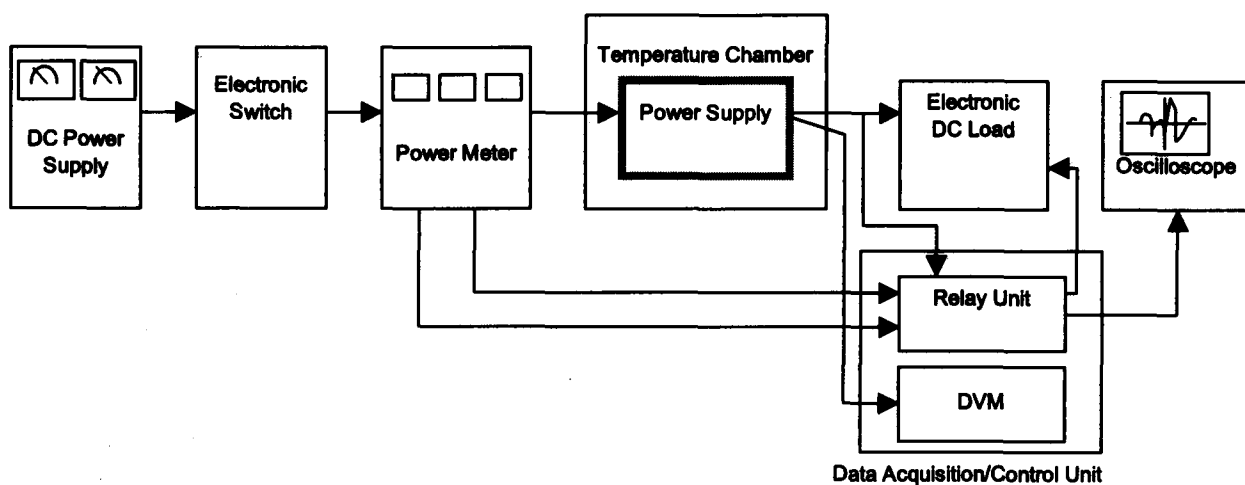 DC Power
Supply
Electronic
Switch
Power Meter
Temperature Chamber
Power Supply
Electronic
DC Load
Oscilloscope
Relay Unit
DVM
Data Acquisition/Control Unit